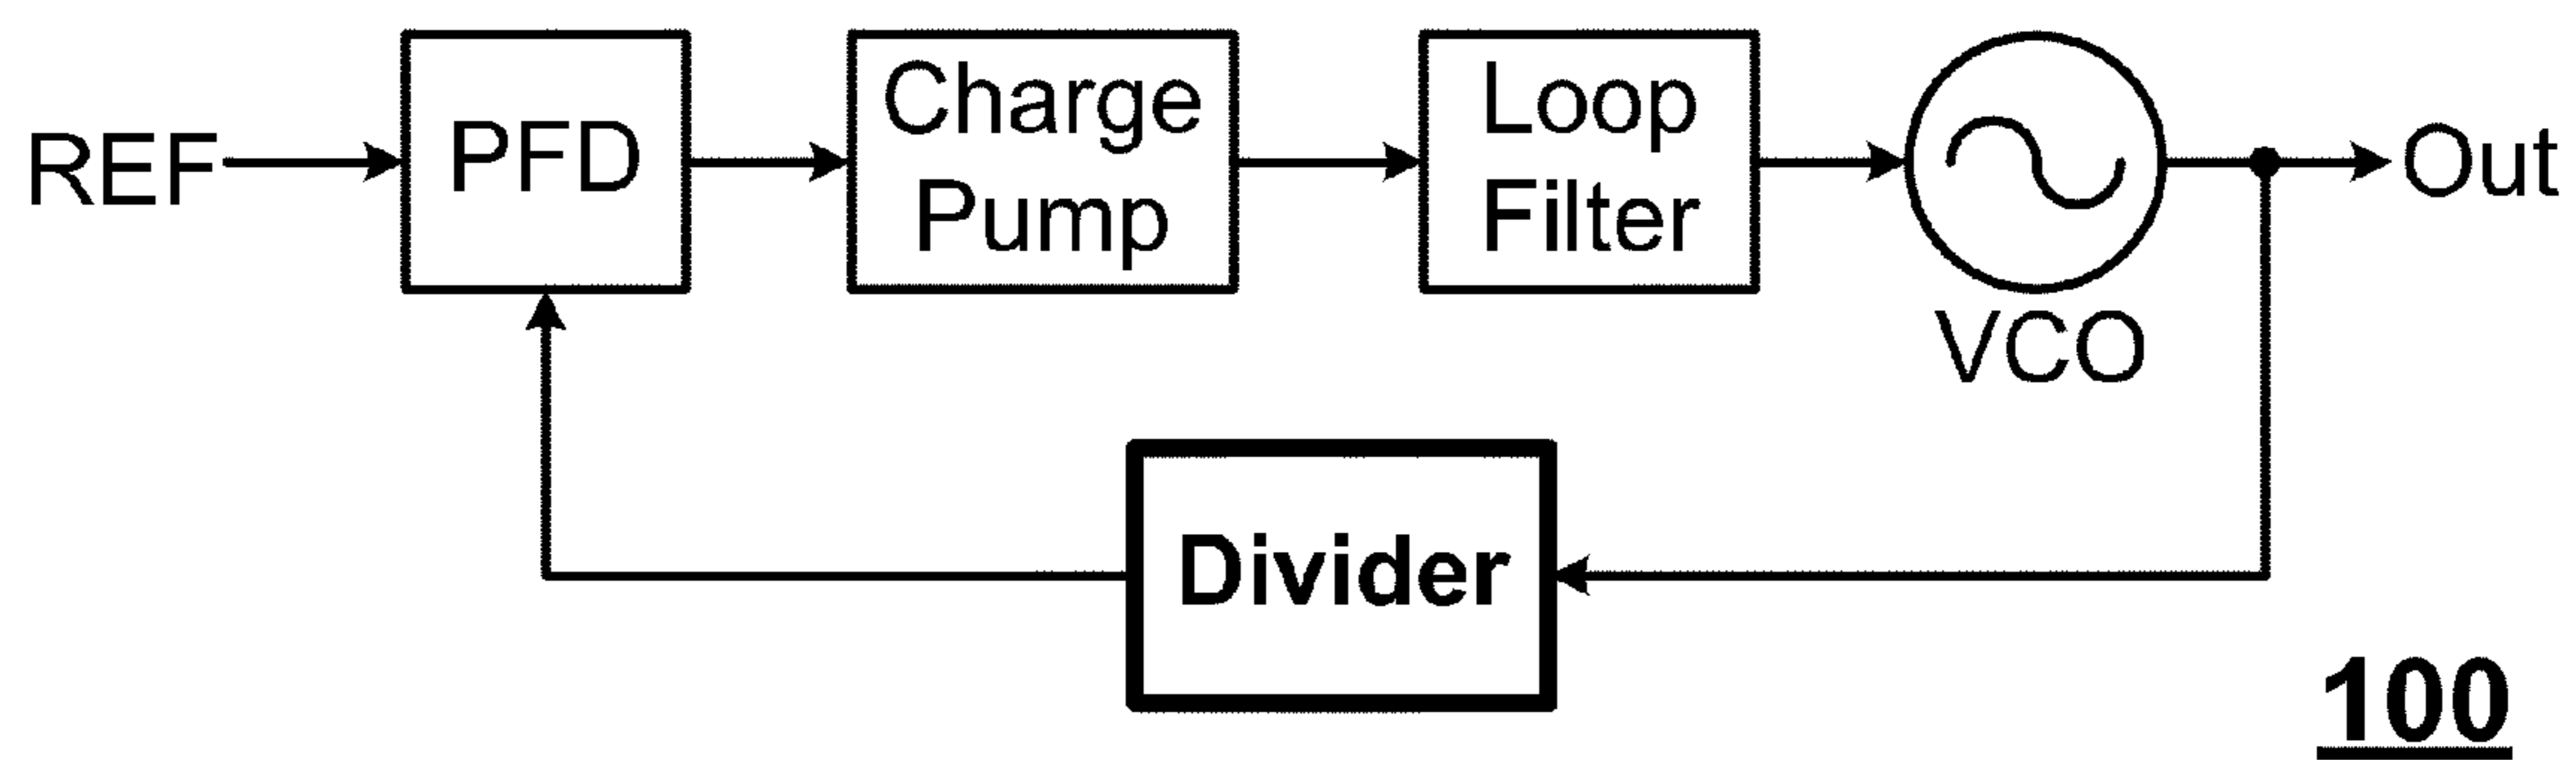 REF
PFD
Charge
Pump
Loop
Filter
VCO
Out
Divider
100